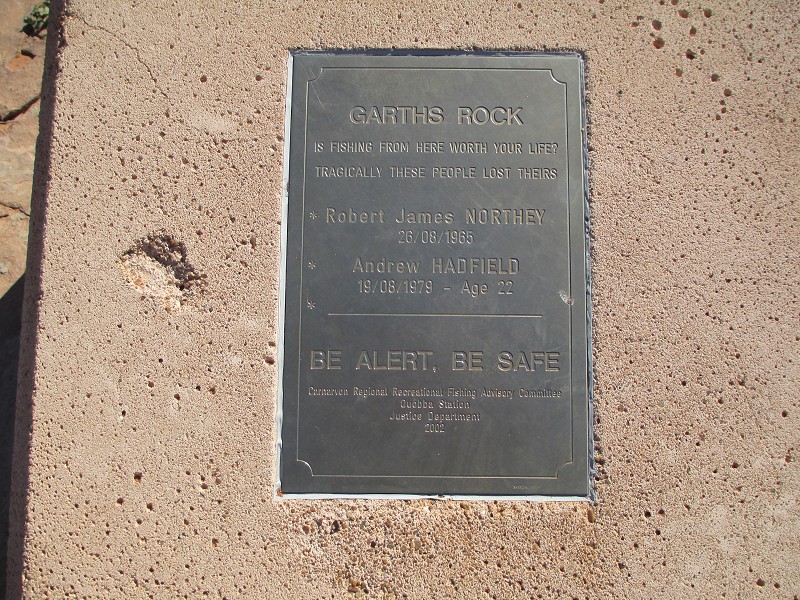 GARTHS ROCK
IS FISHING FROM HERE WORTH YOUR LIFE?
TRAGICALLY THESE PEOPLE LOST THEIRS
* Robert James NORTHEY
26/08/1965
* Andrew HADFIELD
19/08/1979 - Age 22
*
BE ALERT, BE SAFE
Carnarvon Regional Recreational Fishing Advisory Committee
Quobba Station
Justice Department
2002